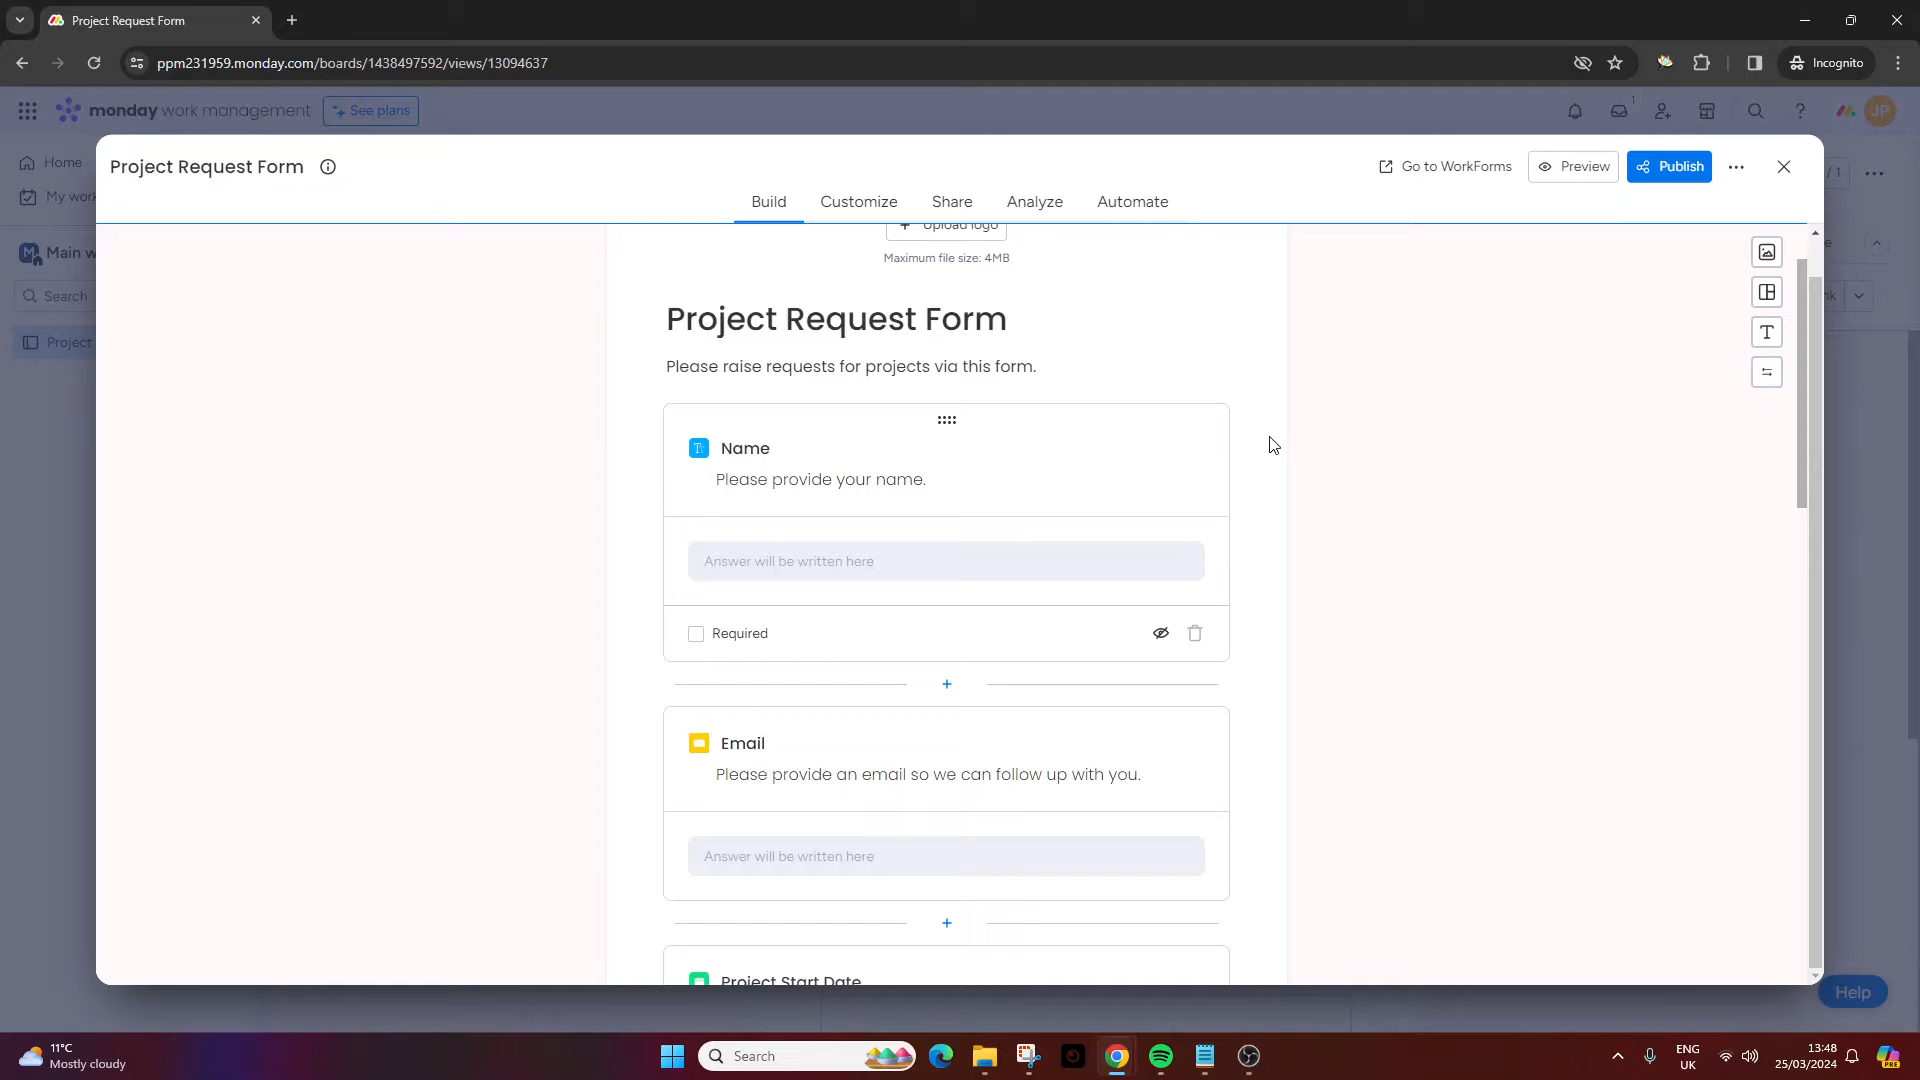 Project Request Form
ppm231959.monday.com/boards/1438497592/views/13094637
Incognito
monday work management
See plans
1
JP
Home
My work
Main w
Search
Project
/ 1
Project Request Form
Go to WorkForms
Preview
Publish
Build
Customize
Share
Analyze
Automate
Upload logo
Maximum file size: 4MB
Project Request Form
Please raise requests for projects via this form.
Name
Please provide your name.
Answer will be written here
Required
Email
Please provide an email so we can follow up with you.
Answer will be written here
Project Start Date
Help
11°C
Mostly cloudy
Search
ENG
UK
13:48
25/03/2024
PRE